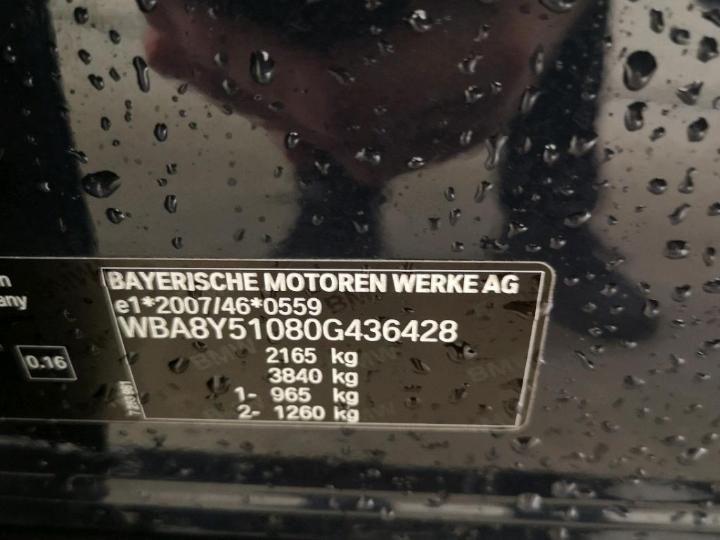 BAYERISCHE MOTOREN WERKE AG
e1*2007/46*0559
WBA8Y51080G436428
2165 kg
3840 kg
1- 965 kg
2- 1260 kg
any
0.16